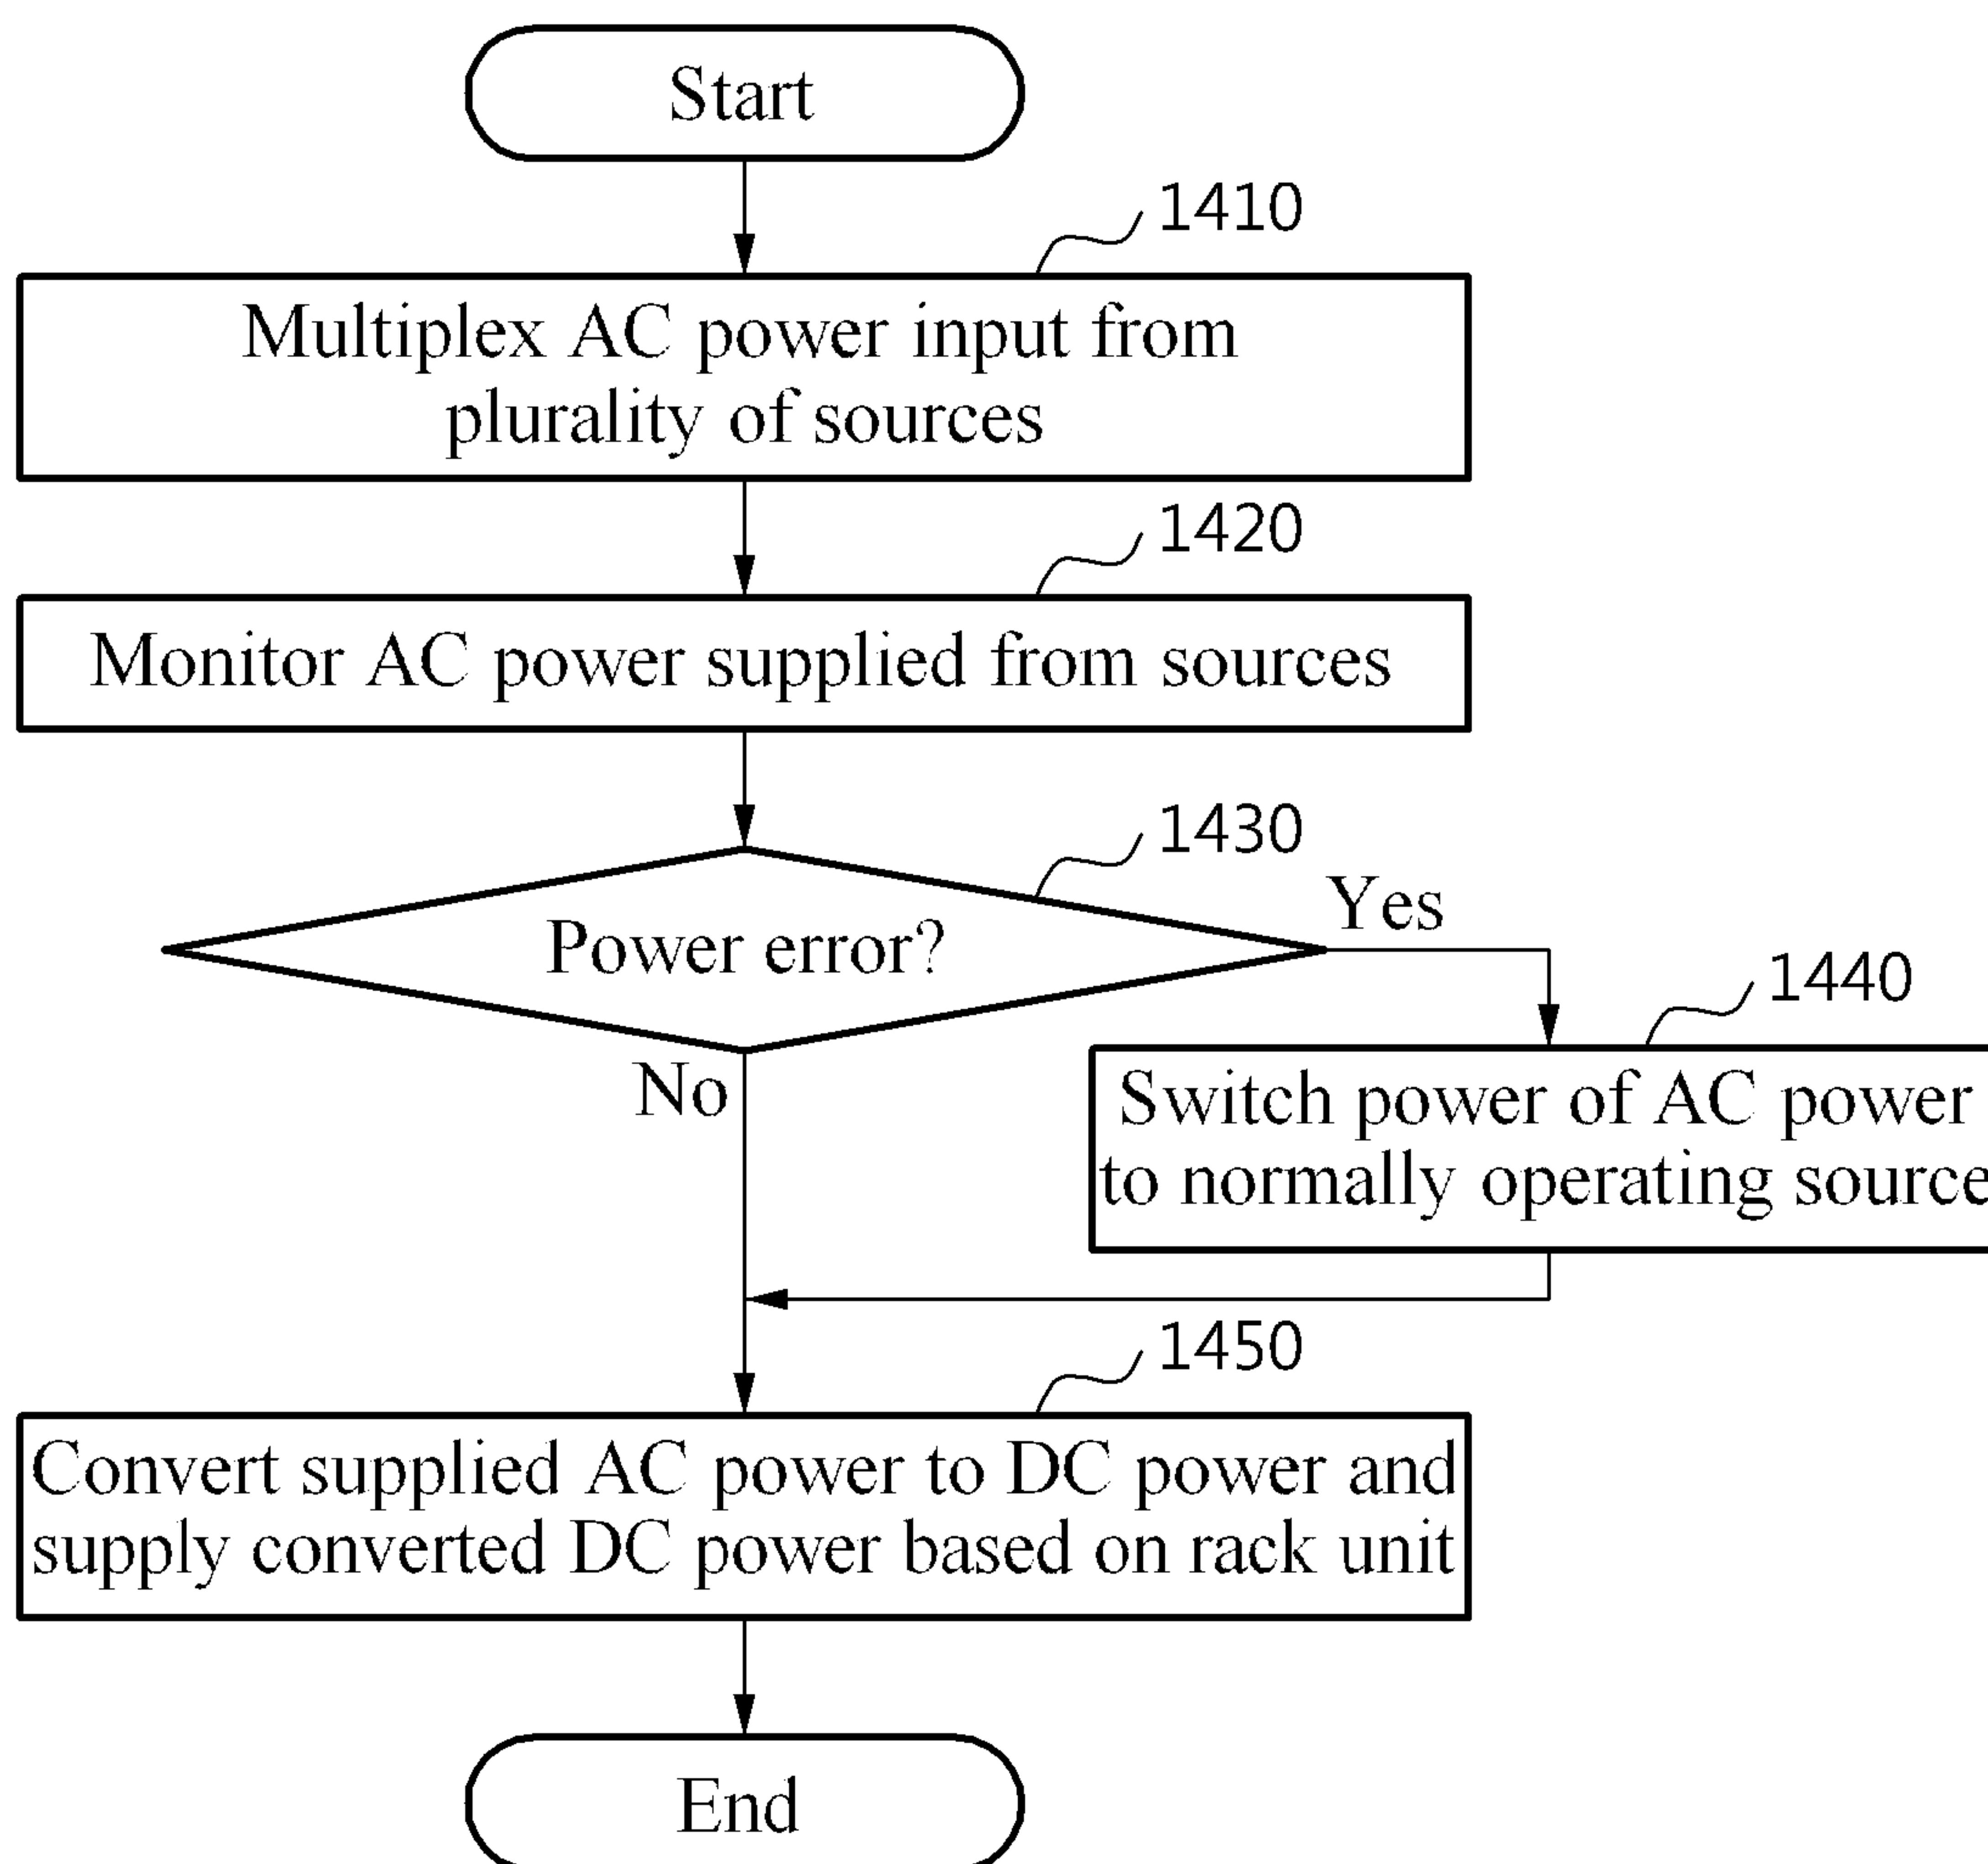 Start
1410
Multiplex AC power input from
plurality of sources
1420
Monitor AC power supplied from sources
1430
Power error?
Yes
No
1440
Switch power of AC power
to normally operating source
1450
Convert supplied AC power to DC power and
supply converted DC power based on rack unit
End